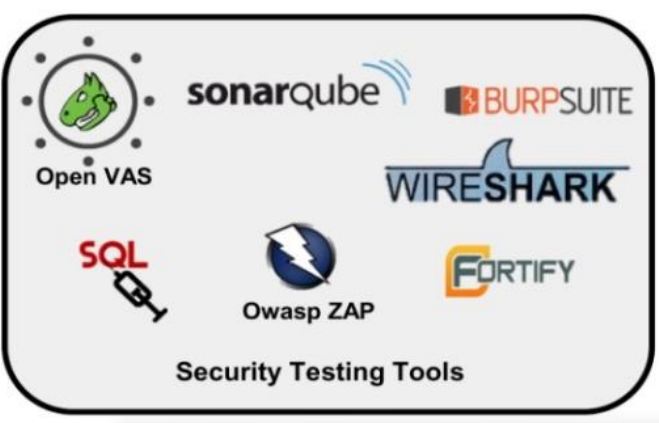 sonarqube
BURPSUITE
Open VAS
WIRESHARK
SQL
FORTIFY
Owasp ZAP
Security Testing Tools